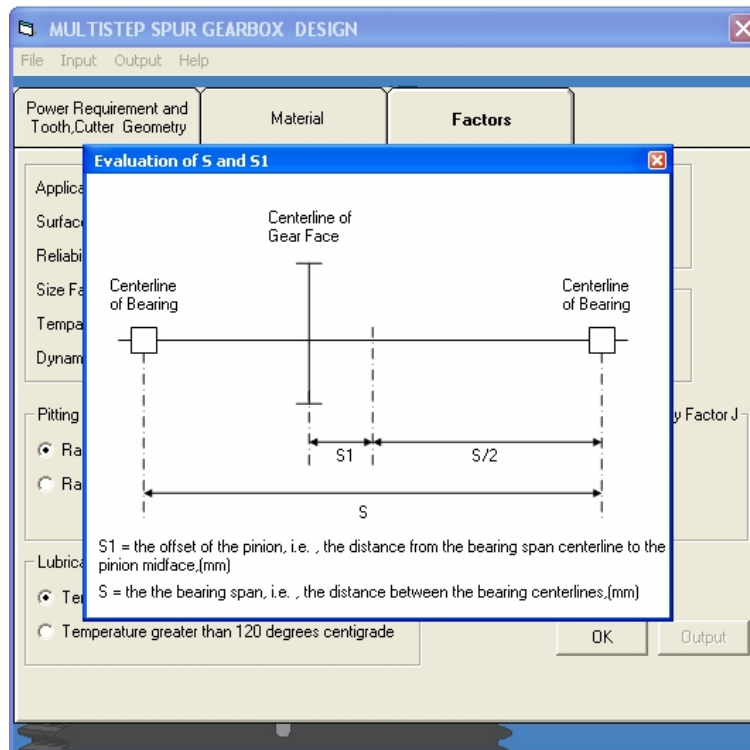 MULTISTEP SPUR GEARBOX DESIGN
File Input Output Help
Power Requirement and
Tooth,Cutter Geometry
Material
Factors
Evaluation of S and S1
Centerline of
Gear Face
Centerline
of Bearing
Centerline
of Bearing
S1
S/2
S
S1 = the offset of the pinion, i.e. , the distance from the bearing span centerline to the
pinion midface,(mm)
S = the the bearing span, i.e. , the distance between the bearing centerlines,(mm)
Applica
Surfac
Reliabi
Size Fa
Tempa
Dynam
Pitting
y Factor J
Ra
Ra
Lubrica
Te
Temperature greater than 120 degrees centigrade
OK
Output